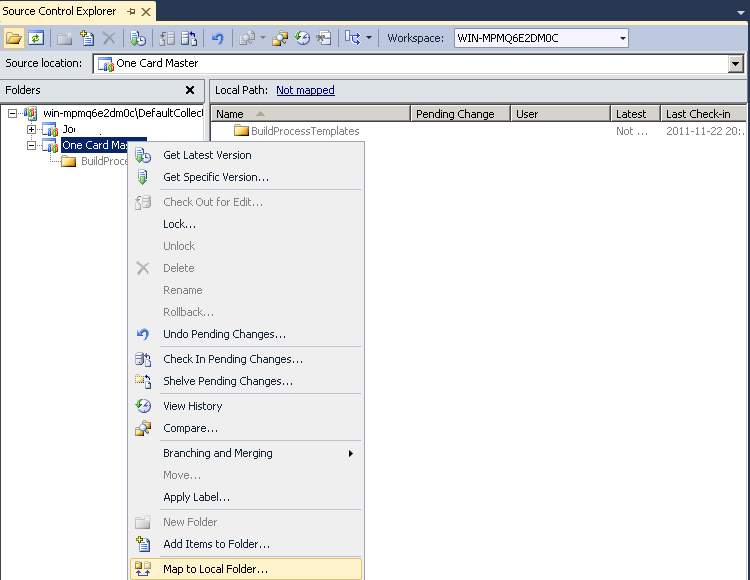 Source Control Explorer
Workspace: WIN-MPMQ6E2DM0C
Source location: One Card Master
Folders
Local Path: Not mapped
win-mpmq6e2dm0c\DefaultCollect
Name Pending Change User Latest Last Check-in
BuildProcessTemplates Not ... 2011-11-22 20:..
One Card Mas
BuildProce
Get Latest Version
Get Specific Version...
Check Out for Edit...
Lock...
Unlock
Delete
Rename
Rollback...
Undo Pending Changes...
Check In Pending Changes...
Shelve Pending Changes...
View History
Compare...
Branching and Merging
Move...
Apply Label...
New Folder
Add Items to Folder...
Map to Local Folder...